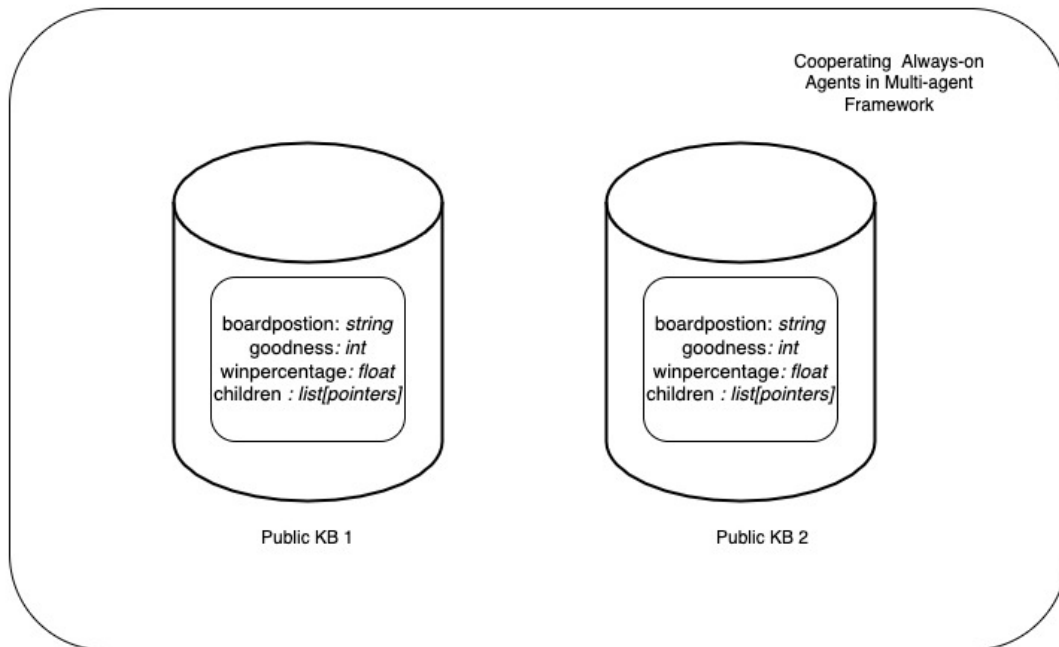 Cooperating Always-on
Agents in Multi-agent
Framework
boardpostion: string
goodness: int
winpercentage: float
children : list[pointers]
boardpostion: string
goodness: int
winpercentage: float
children : list[pointers]
Public KB 1
Public KB 2